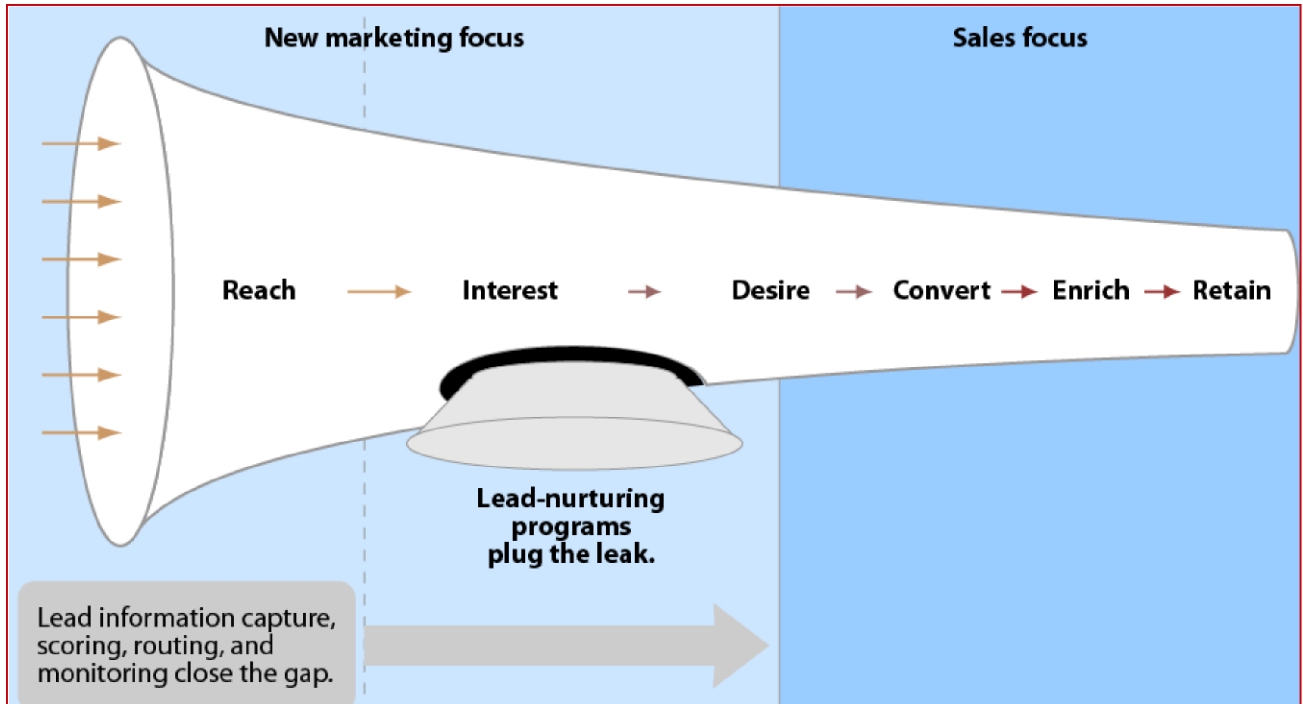 New marketing focus
Sales focus
Reach
Interest
Desire
Convert
Enrich
Retain
Lead-nurturing
programs
plug the leak.
Lead information capture,
scoring, routing, and
monitoring close the gap.